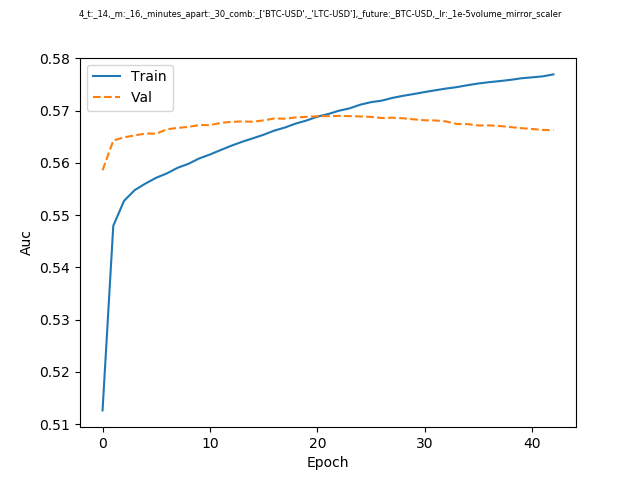 4_t:_14,_m:_16,_minutes_apart:_30_comb:_['BTC-USD',_'LTC-USD'],_future:_BTC-USD,_lr:_1e-5volume_mirror_scaler
0.58
Train
Val
0.57
0.56
0.55
Auc
0.54
0.53
0.52
0.51
0 10 20 30 40
Epoch